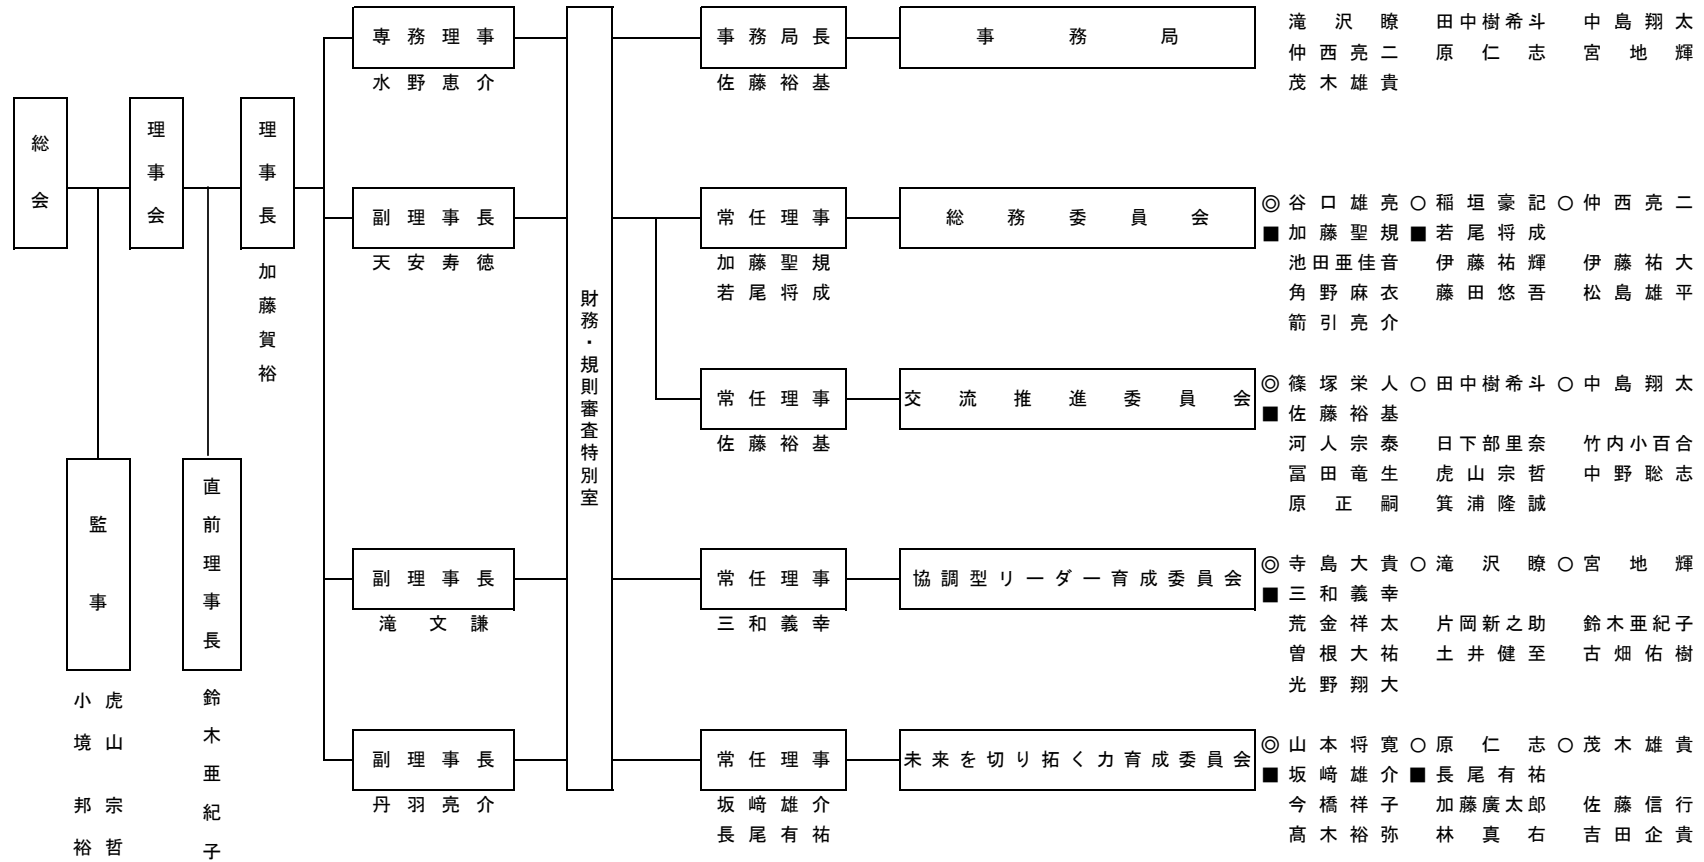 総会
理事会
理事長
加藤賀裕
監事
虎山宗哲
小境邦裕
直前理事長
鈴木亜紀子
専務理事
水野恵介
副理事長
天安寿徳
副理事長
滝文謙
副理事長
丹羽亮介
財務・規則審査特別室
事務局長
佐藤裕基
事務局
滝沢瞭 田中樹希斗 中島翔太
仲西亮二 原仁志 宮地輝
茂木雄貴
常任理事
加藤聖規
若尾将成
総務委員会
◎谷口雄亮 ○稲垣豪記 ○仲西亮二
■加藤聖規 ■若尾将成
池田亜佳音 伊藤祐輝 伊藤祐大
角野麻衣 藤田悠吾 松島雄平
箭引亮介
常任理事
佐藤裕基
交流推進委員会
◎篠塚栄人 ○田中樹希斗 ○中島翔太
■佐藤裕基
河人宗泰 日下部里奈 竹内小百合
冨田竜生 虎山宗哲 中野聡志
原正嗣 箕浦隆誠
常任理事
三和義幸
協調型リーダー育成委員会
◎寺島大貴 ○滝沢瞭 ○宮地輝
■三和義幸
荒金祥太 片岡新之助 鈴木亜紀子
曽根大祐 土井健至 古畑佑樹
光野翔大
常任理事
坂﨑雄介
長尾有祐
未来を切り拓く力育成委員会
◎山本将寛 ○原仁志 ○茂木雄貴
■坂﨑雄介 ■長尾有祐
今橋祥子 加藤廣太郎 佐藤信行
髙木裕弥 林真右 吉田企貴